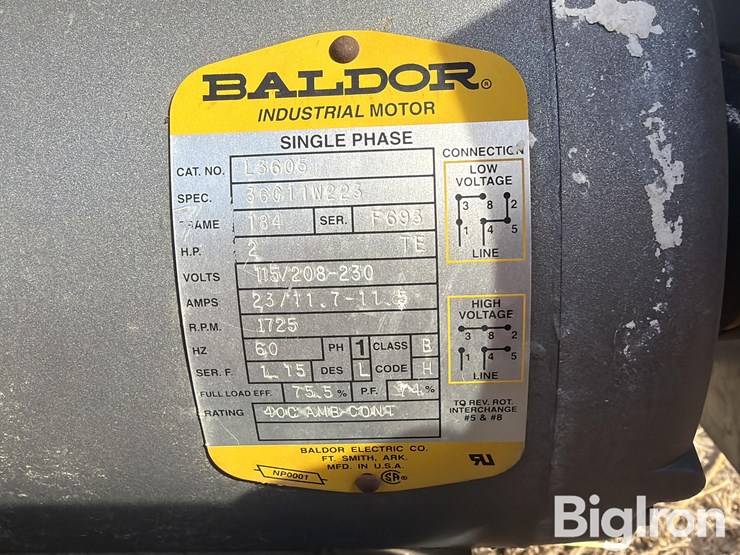 BALDOR®
INDUSTRIAL MOTOR
SINGLE PHASE
CAT. NO. L3605
SPEC. 36C11W223
FRAME 184 SER. F693
H.P. 2 TE
VOLTS 115/208-230
AMPS 23/11.7-11.5
R.P.M. 1725
HZ 60 PH 1 CLASS B
SER. F. 1.15 DES L CODE H
FULL LOAD EFF. 75.5 % P.F. 74 %
RATING 40C AMB-CONT
CONNECTION
LOW
VOLTAGE
3 8 2
1 4 5
LINE
HIGH
VOLTAGE
3 8 2
1 4 5
LINE
TO REV. ROT.
INTERCHANGE
#5 & #8
BALDOR ELECTRIC CO.
FT. SMITH, ARK.
MFD. IN U.S.A.
NP0001
SA
BigIron